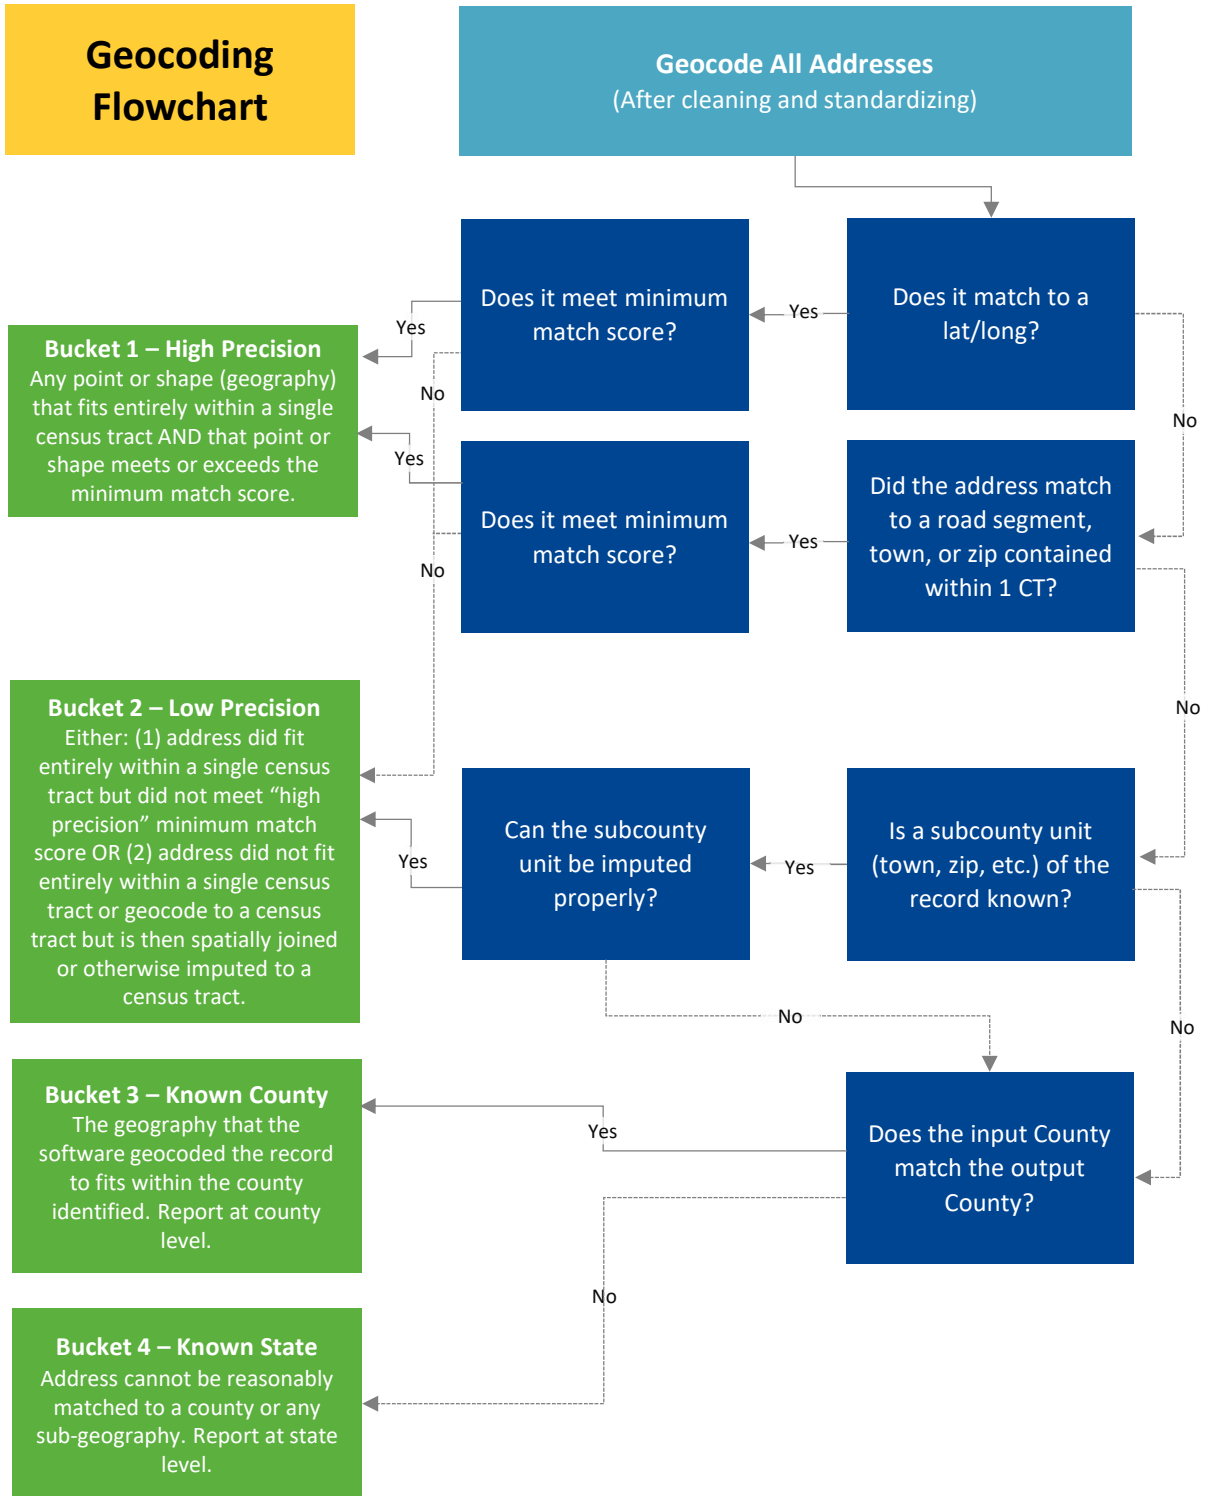 Geocoding
Flowchart
Geocode All Addresses
(After cleaning and standardizing)
Does it meet minimum
match score?
Yes
Does it match to a
lat/long?
Yes
No
No
Bucket 1 – High Precision
Any point or shape (geography)
that fits entirely within a single
census tract AND that point or
shape meets or exceeds the
minimum match score.
Yes
Does it meet minimum
match score?
Yes
Did the address match
to a road segment,
town, or zip contained
within 1 CT?
No
No
Bucket 2 – Low Precision
Either: (1) address did fit
entirely within a single census
tract but did not meet “high
precision” minimum match
score OR (2) address did not fit
entirely within a single census
tract or geocode to a census
tract but is then spatially joined
or otherwise imputed to a
census tract.
Yes
Can the subcounty
unit be imputed
properly?
Yes
Is a subcounty unit
(town, zip, etc.) of the
record known?
No
No
Bucket 3 – Known County
The geography that the
software geocoded the record
to fits within the county
identified. Report at county
level.
Yes
Does the input County
match the output
County?
No
Bucket 4 – Known State
Address cannot be reasonably
matched to a county or any
sub-geography. Report at state
level.